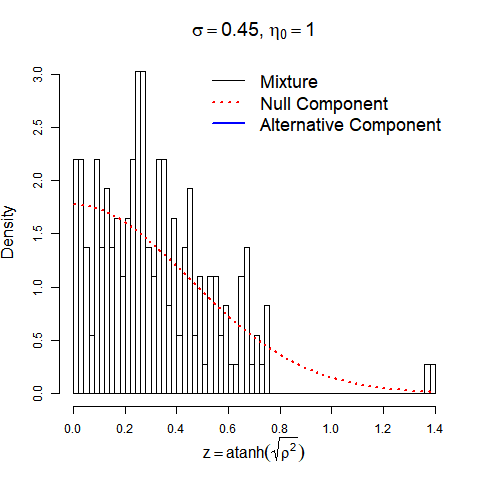 σ = 0.45, η₀ = 1
Mixture
Null Component
Alternative Component
Density
3.0
2.5
2.0
1.5
1.0
0.5
0.0
0.0 0.2 0.4 0.6 0.8 1.0 1.2 1.4
z = atanh(√ρ²)